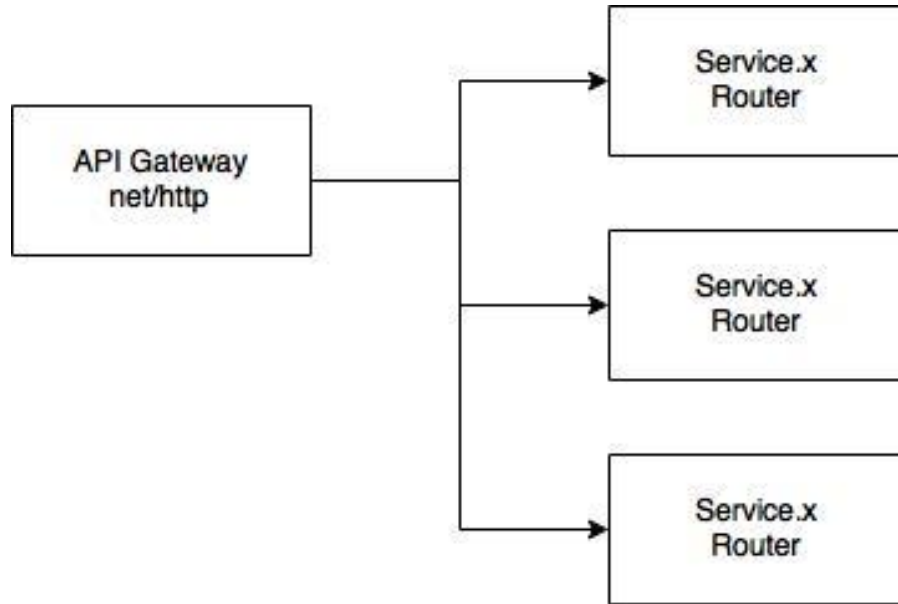 Service.x
Router
API Gateway
net/http
Service.x
Router
Service.x
Router